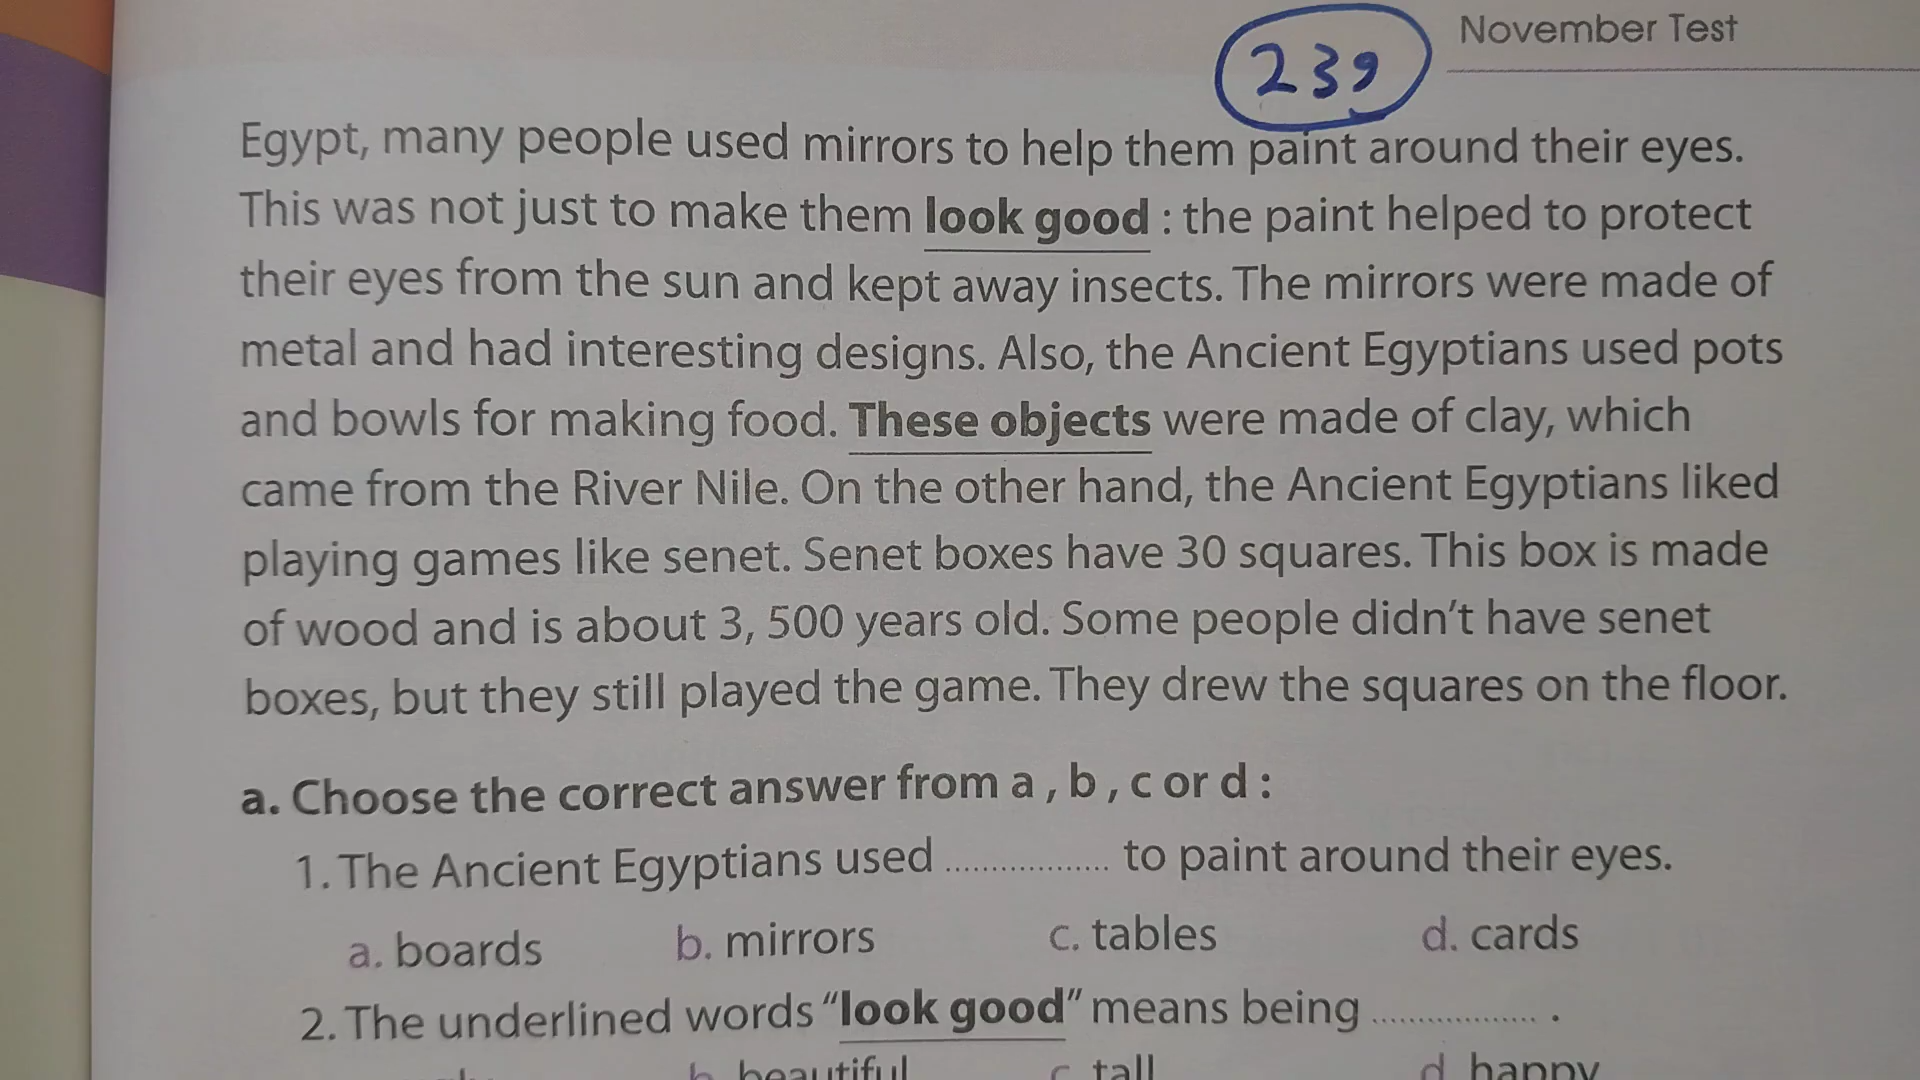 November Test
239
Egypt, many people used mirrors to help them paint around their eyes.
This was not just to make them look good : the paint helped to protect
their eyes from the sun and kept away insects. The mirrors were made of
metal and had interesting designs. Also, the Ancient Egyptians used pots
and bowls for making food. These objects were made of clay, which
came from the River Nile. On the other hand, the Ancient Egyptians liked
playing games like senet. Senet boxes have 30 squares. This box is made
of wood and is about 3, 500 years old. Some people didn't have senet
boxes, but they still played the game. They drew the squares on the floor.
a. Choose the correct answer from a , b , c or d :
1. The Ancient Egyptians used ................. to paint around their eyes.
a. boards b. mirrors c. tables d. cards
2. The underlined words "look good" means being ................. .
b. beautiful c. tall d. happy